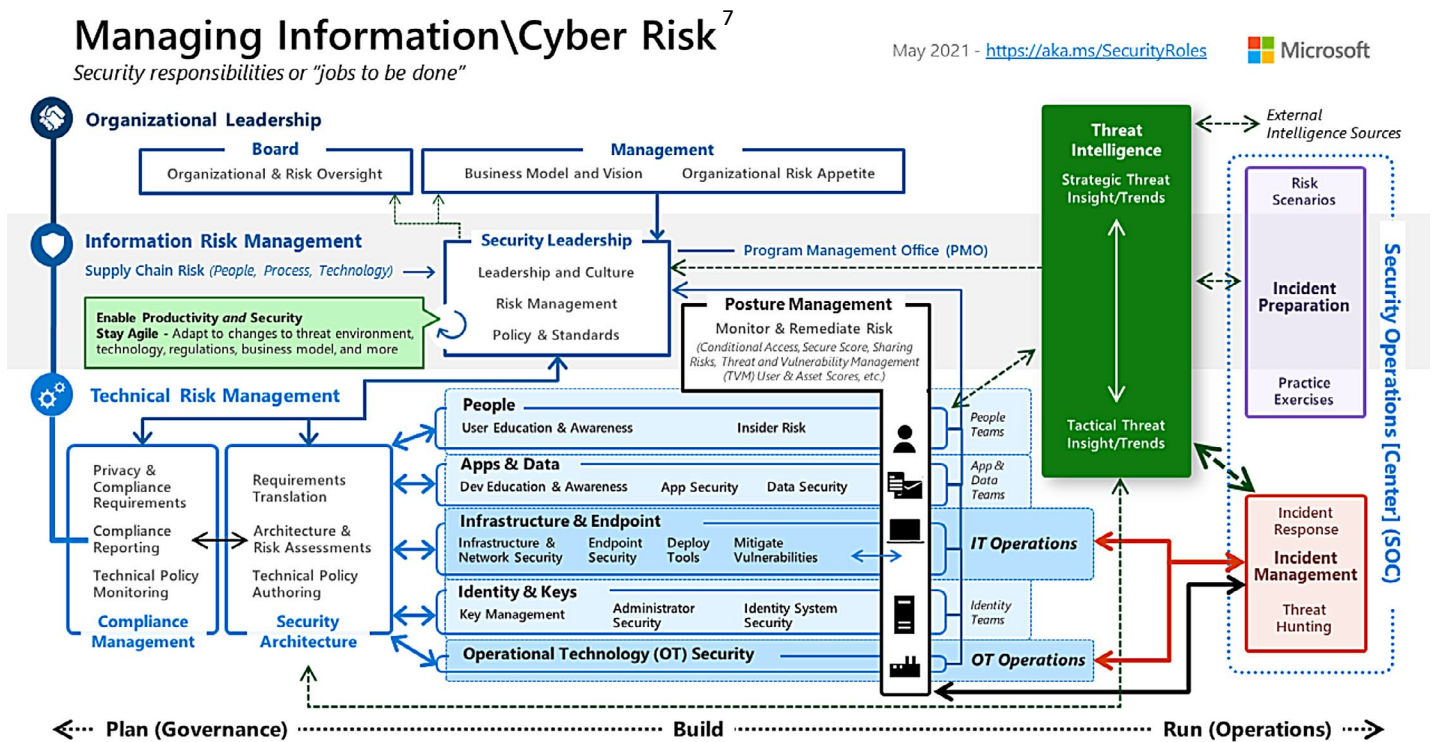 Managing Information\Cyber Risk 7
Security responsibilities or "jobs to be done"
May 2021 - https://aka.ms/SecurityRoles
Microsoft
Organizational Leadership
Board
Organizational & Risk Oversight
Management
Business Model and Vision
Organizational Risk Appetite
Information Risk Management
Supply Chain Risk (People, Process, Technology)
Enable Productivity and Security
Stay Agile - Adapt to changes to threat environment,
technology, regulations, business model, and more
Security Leadership
Leadership and Culture
Risk Management
Policy & Standards
Program Management Office (PMO)
Posture Management
Monitor & Remediate Risk
(Conditional Access, Secure Score, Sharing
Risks, Threat and Vulnerability Management
(TVM) User & Asset Scores, etc.)
Threat
Intelligence
Strategic Threat
Insight/Trends
Tactical Threat
Insight/Trends
External
Intelligence Sources
Risk
Scenarios
Incident
Preparation
Practice
Exercises
Security Operations [Center] (SOC)
Incident
Response
Incident
Management
Threat
Hunting
Technical Risk Management
Privacy &
Compliance
Requirements
Compliance
Reporting
Technical Policy
Monitoring
Compliance
Management
Requirements
Translation
Architecture &
Risk Assessments
Technical Policy
Authoring
Security
Architecture
People
User Education & Awareness
Insider Risk
People
Teams
Apps & Data
Dev Education & Awareness
App Security
Data Security
App &
Data
Teams
Infrastructure & Endpoint
Infrastructure &
Network Security
Endpoint
Security
Deploy
Tools
Mitigate
Vulnerabilities
IT Operations
Identity & Keys
Key Management
Administrator
Security
Identity System
Security
Identity
Teams
Operational Technology (OT) Security
OT Operations
Plan (Governance)
Build
Run (Operations)